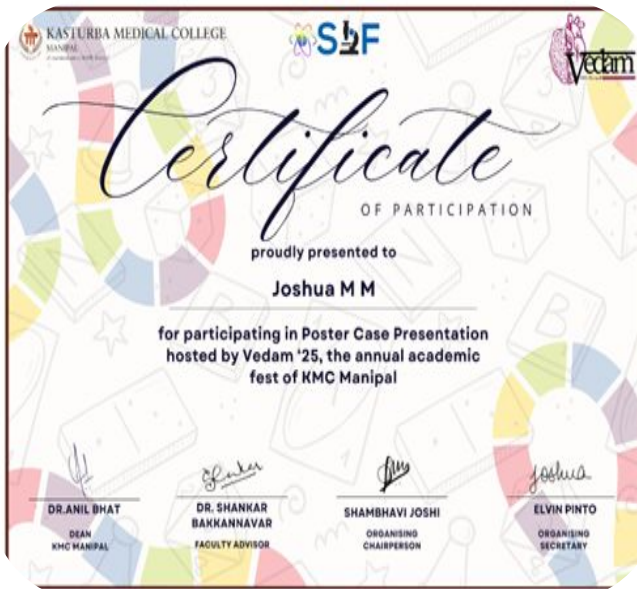 KASTURBA MEDICAL COLLEGE
MANIPAL
SBF
Vedam
Certificate
OF PARTICIPATION
proudly presented to
Joshua M M
for participating in Poster Case Presentation
hosted by Vedam '25, the annual academic
fest of KMC Manipal
Joshua
DR.ANIL BHAT
DEAN
KMC MANIPAL
DR. SHANKAR
BAKKANNAVAR
FACULTY ADVISOR
SHAMBHAVI JOSHI
ORGANISING
CHAIRPERSON
ELVIN PINTO
ORGANISING
SECRETARY